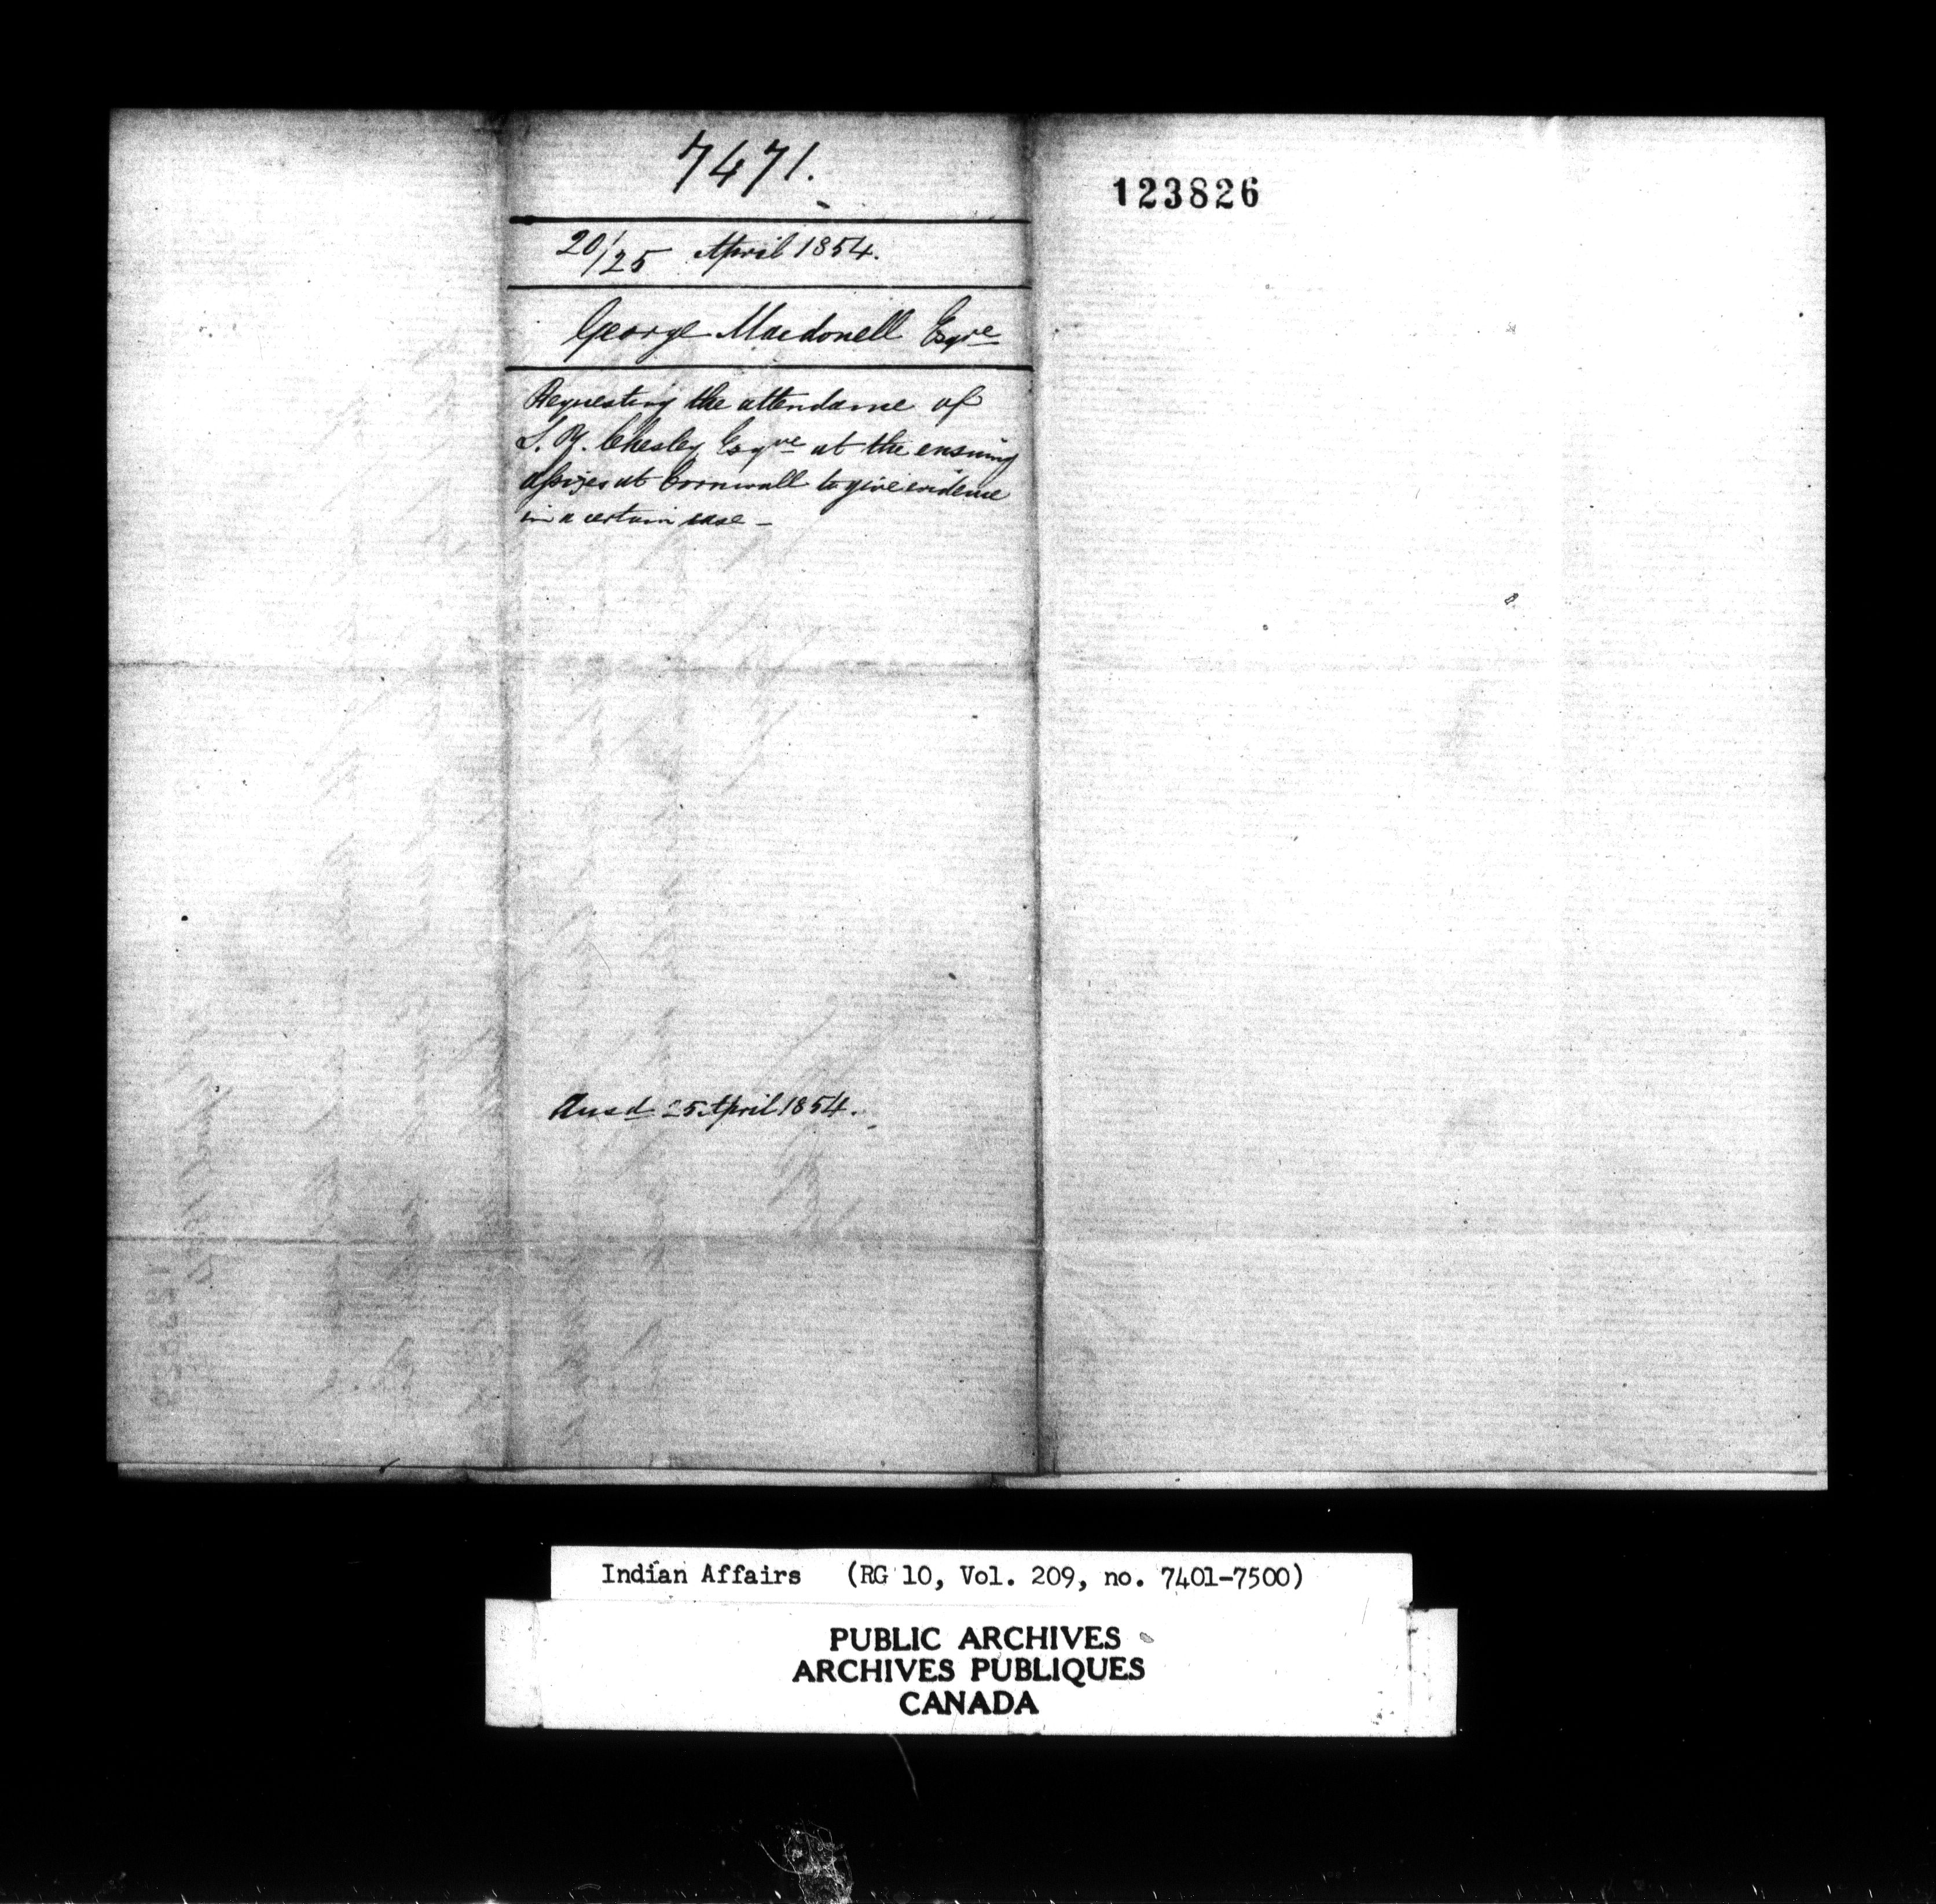 7471.
123826
20/25 April 1854.
George Macdonell Esqre
Requesting the attendance of
S. Y. Chesley Esqre at the ensuing
assizes at Cornwall to give evidence
in a certain case —
Ansd 25 April 1854.
Indian Affairs (RG 10, Vol. 209, no. 7401-7500)
PUBLIC ARCHIVES
ARCHIVES PUBLIQUES
CANADA